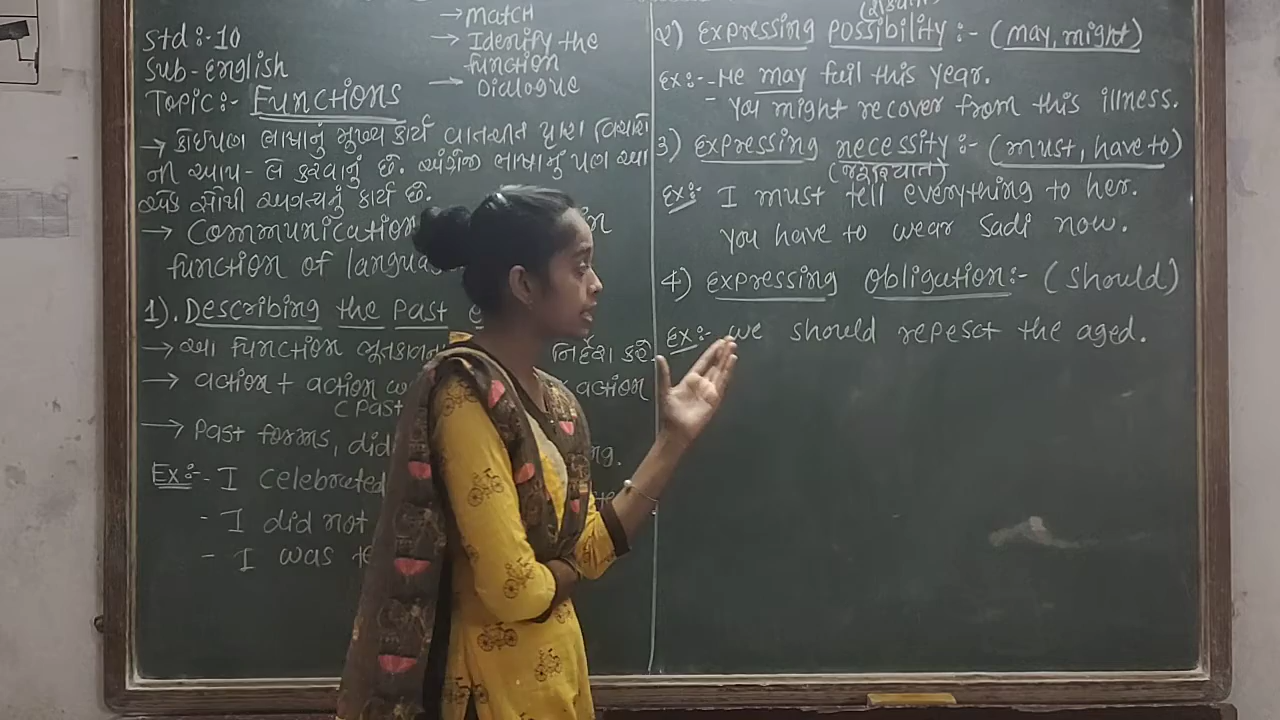 Std:- 10
Sub- English
Topic:- Functions
→ Match
→ Identify the
function
→ Dialogue
→ કોઈપણ ભાષાનું મુખ્ય કાર્ય વાતચીત દ્વારા વિચારો
ની આપ - લે કરવાનું છે. અંગ્રેજી ભાષાનું પણ આ
એક સૌથી અગત્યનું કાર્ય છે.
→ Communication
function of
1). Describing the Past
→ આ function ભૂતકાળના નિર્દેશ કરે
→ action + action action
(Past
→ Past forms, did
Ex:- - I celebrated
- I did not
- I was
2) Expressing possibility :- (may, might)
Ex:- - He may fail this year.
- You might recover from this illness.
3) Expressing necessity :- (must, have to)
(જરૂરિયાત)
Ex:- I must tell everything to her.
You have to wear Sadi now.
4) Expressing Obligation:- (should)
Ex:- we should repesct the aged.